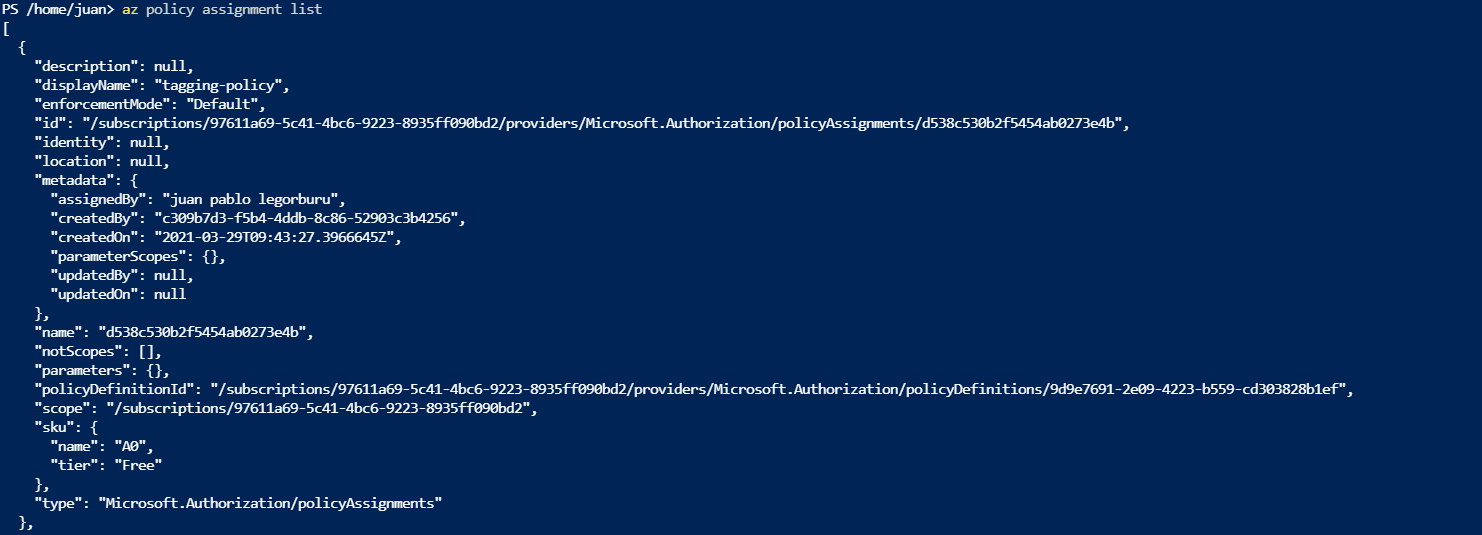 PS /home/juan> az policy assignment list
[
  {
    "description": null,
    "displayName": "tagging-policy",
    "enforcementMode": "Default",
    "id": "/subscriptions/97611a69-5c41-4bc6-9223-8935ff090bd2/providers/Microsoft.Authorization/policyAssignments/d538c530b2f5454ab0273e4b",
    "identity": null,
    "location": null,
    "metadata": {
      "assignedBy": "juan pablo legorburu",
      "createdBy": "c309b7d3-f5b4-4ddb-8c86-52903c3b4256",
      "createdOn": "2021-03-29T09:43:27.3966645Z",
      "parameterScopes": {},
      "updatedBy": null,
      "updatedOn": null
    },
    "name": "d538c530b2f5454ab0273e4b",
    "notScopes": [],
    "parameters": {},
    "policyDefinitionId": "/subscriptions/97611a69-5c41-4bc6-9223-8935ff090bd2/providers/Microsoft.Authorization/policyDefinitions/9d9e7691-2e09-4223-b559-cd303828b1ef",
    "scope": "/subscriptions/97611a69-5c41-4bc6-9223-8935ff090bd2",
    "sku": {
      "name": "A0",
      "tier": "Free"
    },
    "type": "Microsoft.Authorization/policyAssignments"
  },